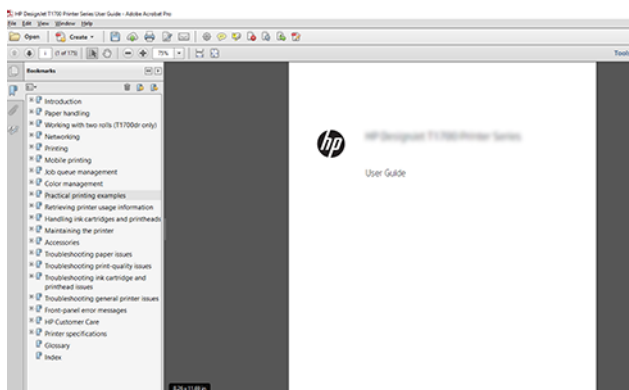 HP DesignJet T1700 Printer Series User Guide - Adobe Acrobat Pro
File Edit View Window Help
Open Create
1 (1 of 175) 75% Tools
Bookmarks
Introduction
Paper handling
Working with two rolls (T1700dr only)
Networking
Printing
Mobile printing
Job queue management
Color management
Practical printing examples
Retrieving printer usage information
Handling ink cartridges and printheads
Maintaining the printer
Accessories
Troubleshooting paper issues
Troubleshooting print-quality issues
Troubleshooting ink cartridge and
printhead issues
Troubleshooting general printer issues
Front-panel error messages
HP Customer Care
Printer specifications
Glossary
Index
hp
HP DesignJet T1700 Printer Series
User Guide